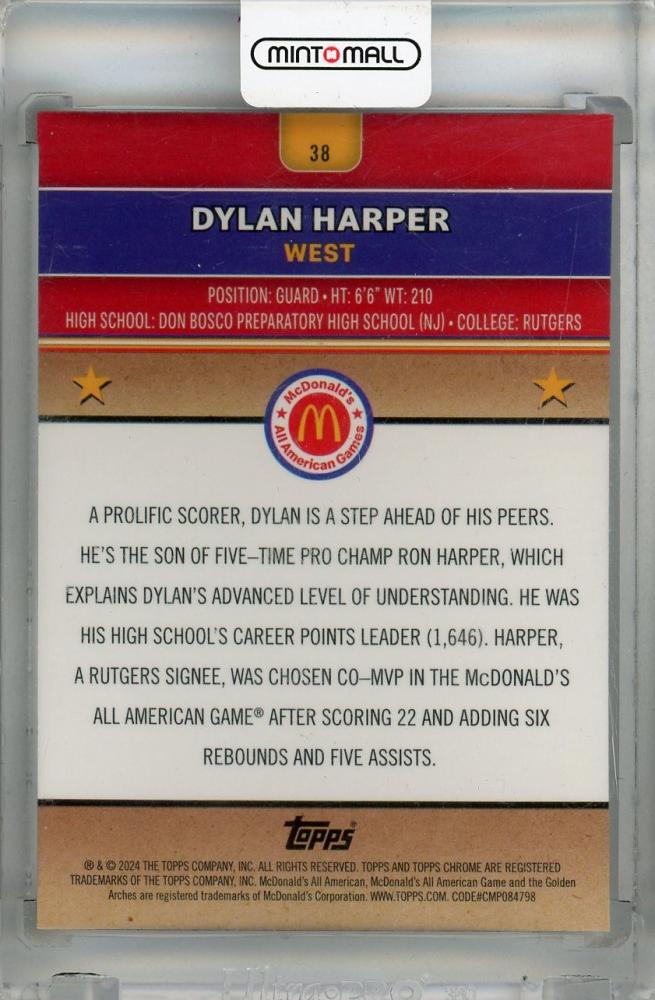 MINT MALL
38
DYLAN HARPER
WEST
POSITION: GUARD • HT: 6'6" WT: 210
HIGH SCHOOL: DON BOSCO PREPARATORY HIGH SCHOOL (NJ) • COLLEGE: RUTGERS
McDonald's
All American Games
A PROLIFIC SCORER, DYLAN IS A STEP AHEAD OF HIS PEERS.
HE'S THE SON OF FIVE–TIME PRO CHAMP RON HARPER, WHICH
EXPLAINS DYLAN'S ADVANCED LEVEL OF UNDERSTANDING. HE WAS
HIS HIGH SCHOOL'S CAREER POINTS LEADER (1,646). HARPER,
A RUTGERS SIGNEE, WAS CHOSEN CO–MVP IN THE McDONALD'S
ALL AMERICAN GAME® AFTER SCORING 22 AND ADDING SIX
REBOUNDS AND FIVE ASSISTS.
TOPPS®
® & © 2024 THE TOPPS COMPANY, INC. ALL RIGHTS RESERVED. TOPPS AND TOPPS CHROME ARE REGISTERED
TRADEMARKS OF THE TOPPS COMPANY, INC. McDonald's All American, McDonald's All American Game and the Golden
Arches are registered trademarks of McDonald's Corporation. WWW.TOPPS.COM. CODE#CMP084798
Ultra PRO